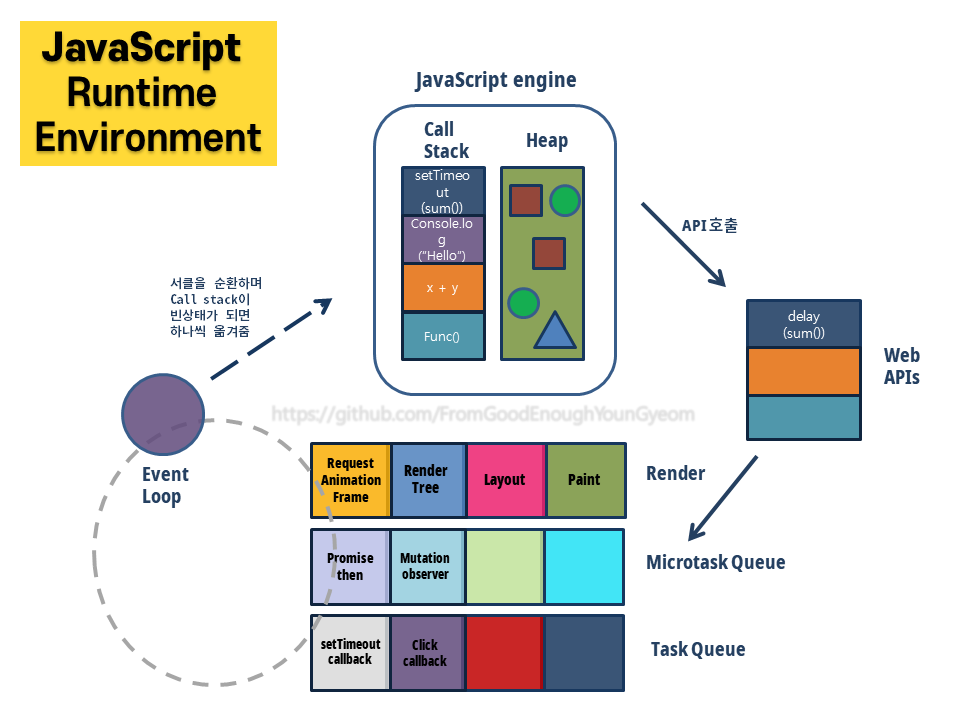 JavaScript
Runtime
Environment
JavaScript engine
Call
Stack
Heap
setTimeo
ut
(sum())
Console.lo
g
("Hello")
x + y
Func()
API호출
delay
(sum())
Web
APIs
서클을 순환하며
Call stack이
빈상태가 되면
하나씩 옮겨줌
https://github.com/FromGoodEnoughYounGyeom
Event
Loop
Request
Animation
Frame
Render
Tree
Layout
Paint
Render
Promise
then
Mutation
observer
Microtask Queue
setTimeout
callback
Click
callback
Task Queue